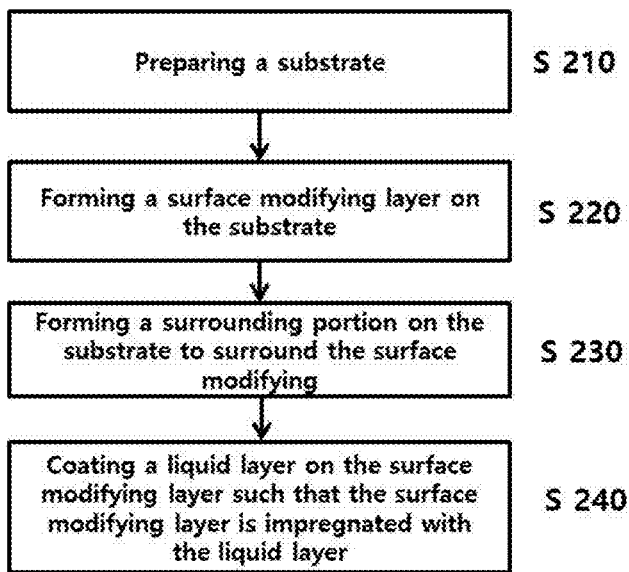 Preparing a substrate
S 210
Forming a surface modifying layer on
the substrate
S 220
Forming a surrounding portion on the
substrate to surround the surface
modifying
S 230
Coating a liquid layer on the surface
modifying layer such that the surface
modifying layer is impregnated with
the liquid layer
S 240